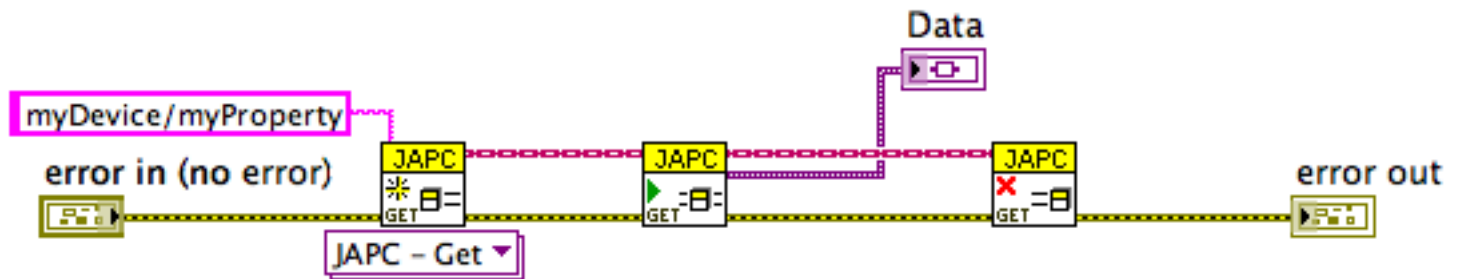 Data
myDevice/myProperty
JAPC JAPC JAPC
error in (no error)
error out
GET GET GET
JAPC – Get